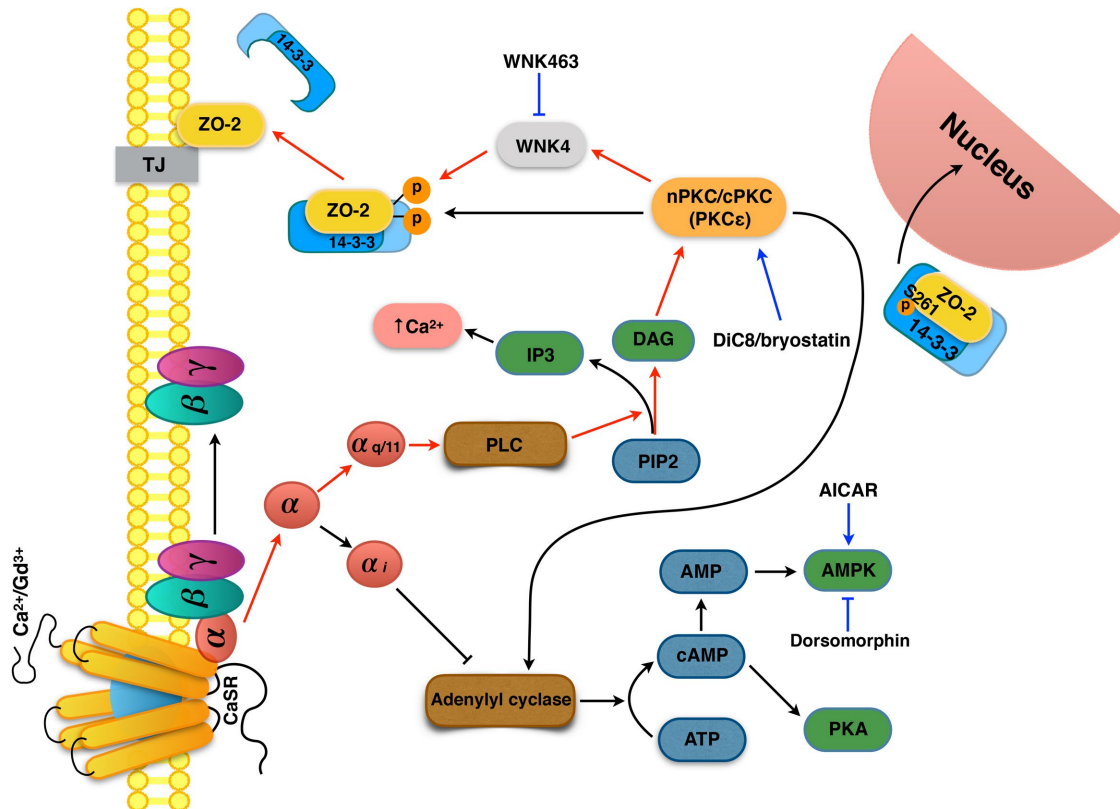 14-3-3
WNK463
ZO-2
WNK4
TJ
Nucleus
p
nPKC/cPKC
(PKCε)
ZO-2
p
14-3-3
ZO-2
S261
p
14-3-3
↑Ca²⁺
IP3
DAG
DiC8/bryostatin
γ
β
α q/11
PLC
PIP2
α
AICAR
γ
β
α i
AMP
AMPK
Ca²⁺/Gd³⁺
α
Dorsomorphin
cAMP
CaSR
Adenylyl cyclase
ATP
PKA